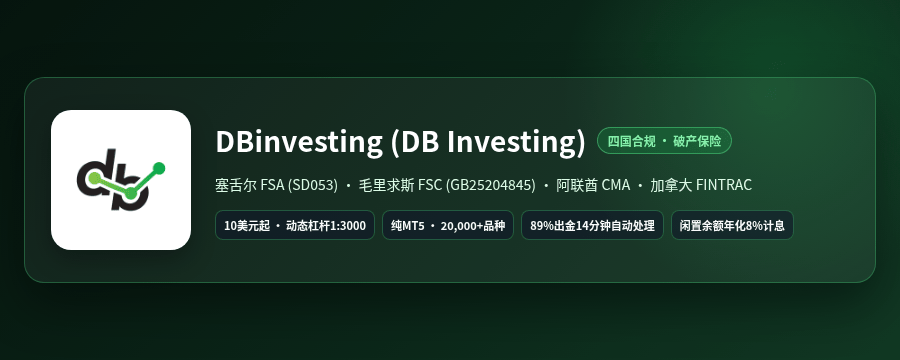 db
DBinvesting (DB Investing) 四国合规 · 破产保险
塞舌尔 FSA (SD053) · 毛里求斯 FSC (GB25204845) · 阿联酋 CMA · 加拿大 FINTRAC
10美元起 · 动态杠杆1:3000 纯MT5 · 20,000+品种 89%出金14分钟自动处理 闲置余额年化8%计息